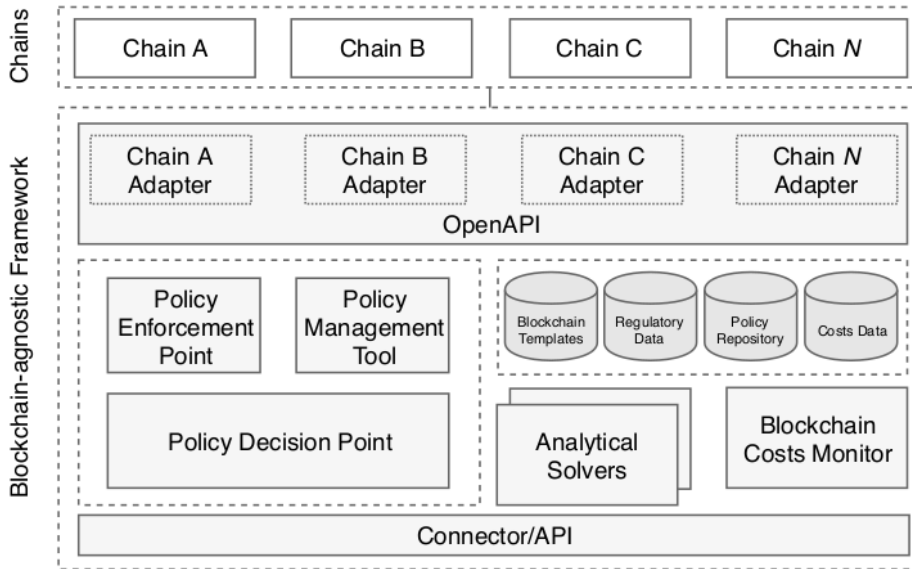 Chains
Chain A
Chain B
Chain C
Chain N
Blockchain-agnostic Framework
Chain A
Adapter
Chain B
Adapter
Chain C
Adapter
Chain N
Adapter
OpenAPI
Policy
Enforcement
Point
Policy
Management
Tool
Blockchain
Templates
Regulatory
Data
Policy
Repository
Costs Data
Policy Decision Point
Analytical
Solvers
Blockchain
Costs Monitor
Connector/API